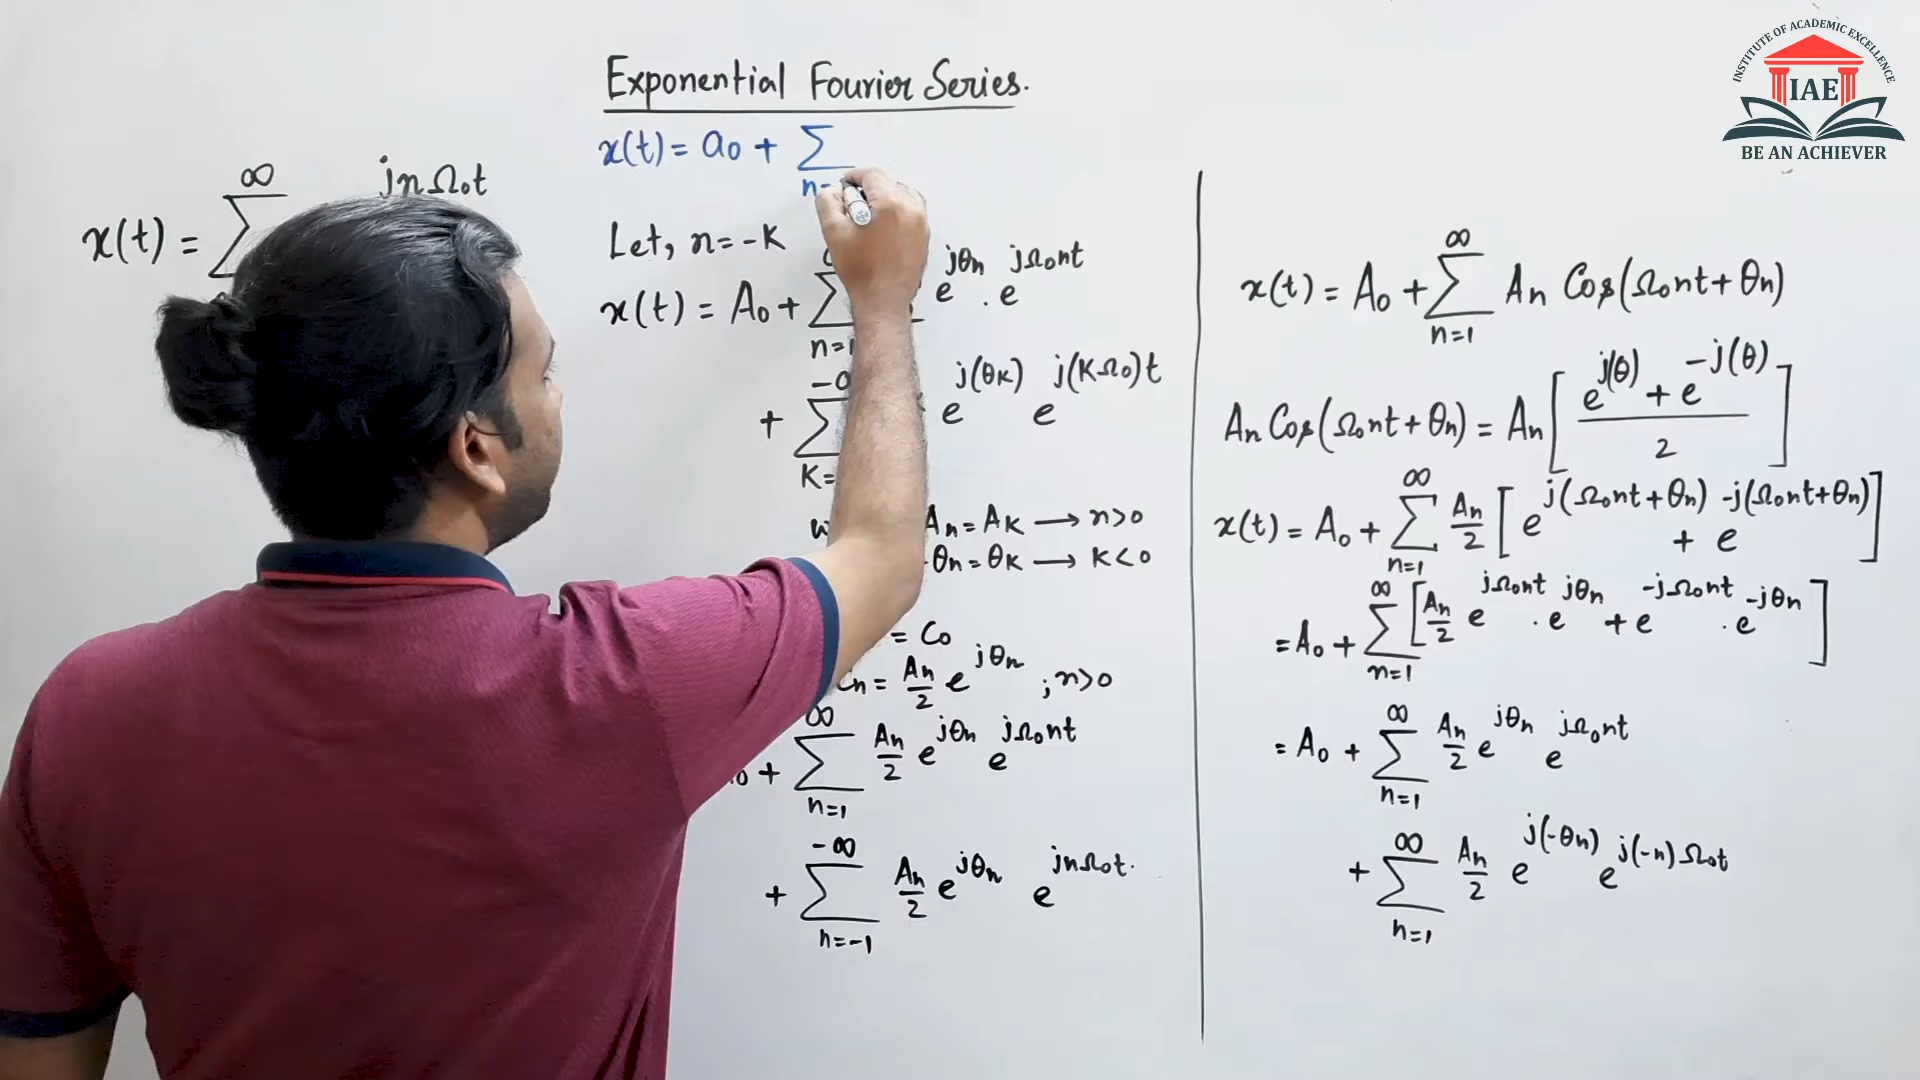 Exponential Fourier Series.
x(t) = a0 + ∑
n=
∞ jnΩ0t
x(t) = ∑
Let, n = -K
x(t) = A0 + ∑ e^jθn . e^jΩ0nt
n=1
-∞
+ ∑ e^j(θK) e^j(KΩ0)t
K=
An = AK → n>0
θn = θK → K<0
= C0
Cn = An/2 e^jθn ; n>0
∞
+ ∑ An/2 e^jθn e^jΩ0nt
n=1
-∞
+ ∑ An/2 e^jθn e^jnΩ0t.
n=-1
∞
x(t) = A0 + ∑ An Cos(Ω0nt + θn)
n=1
An Cos(Ω0nt + θn) = An [ (e^j(θ) + e^-j(θ)) / 2 ]
∞
x(t) = A0 + ∑ An/2 [ e^j(Ω0nt+θn) + e^-j(Ω0nt+θn) ]
n=1
∞
= A0 + ∑ [ An/2 e^jΩ0nt . e^jθn + e^-jΩ0nt . e^-jθn ]
n=1
∞
= A0 + ∑ An/2 e^jθn e^jΩ0nt
n=1
∞
+ ∑ An/2 e^j(-θn) e^j(-n)Ω0t
n=1
INSTITUTE OF ACADEMIC EXCELLENCE
IAE
BE AN ACHIEVER